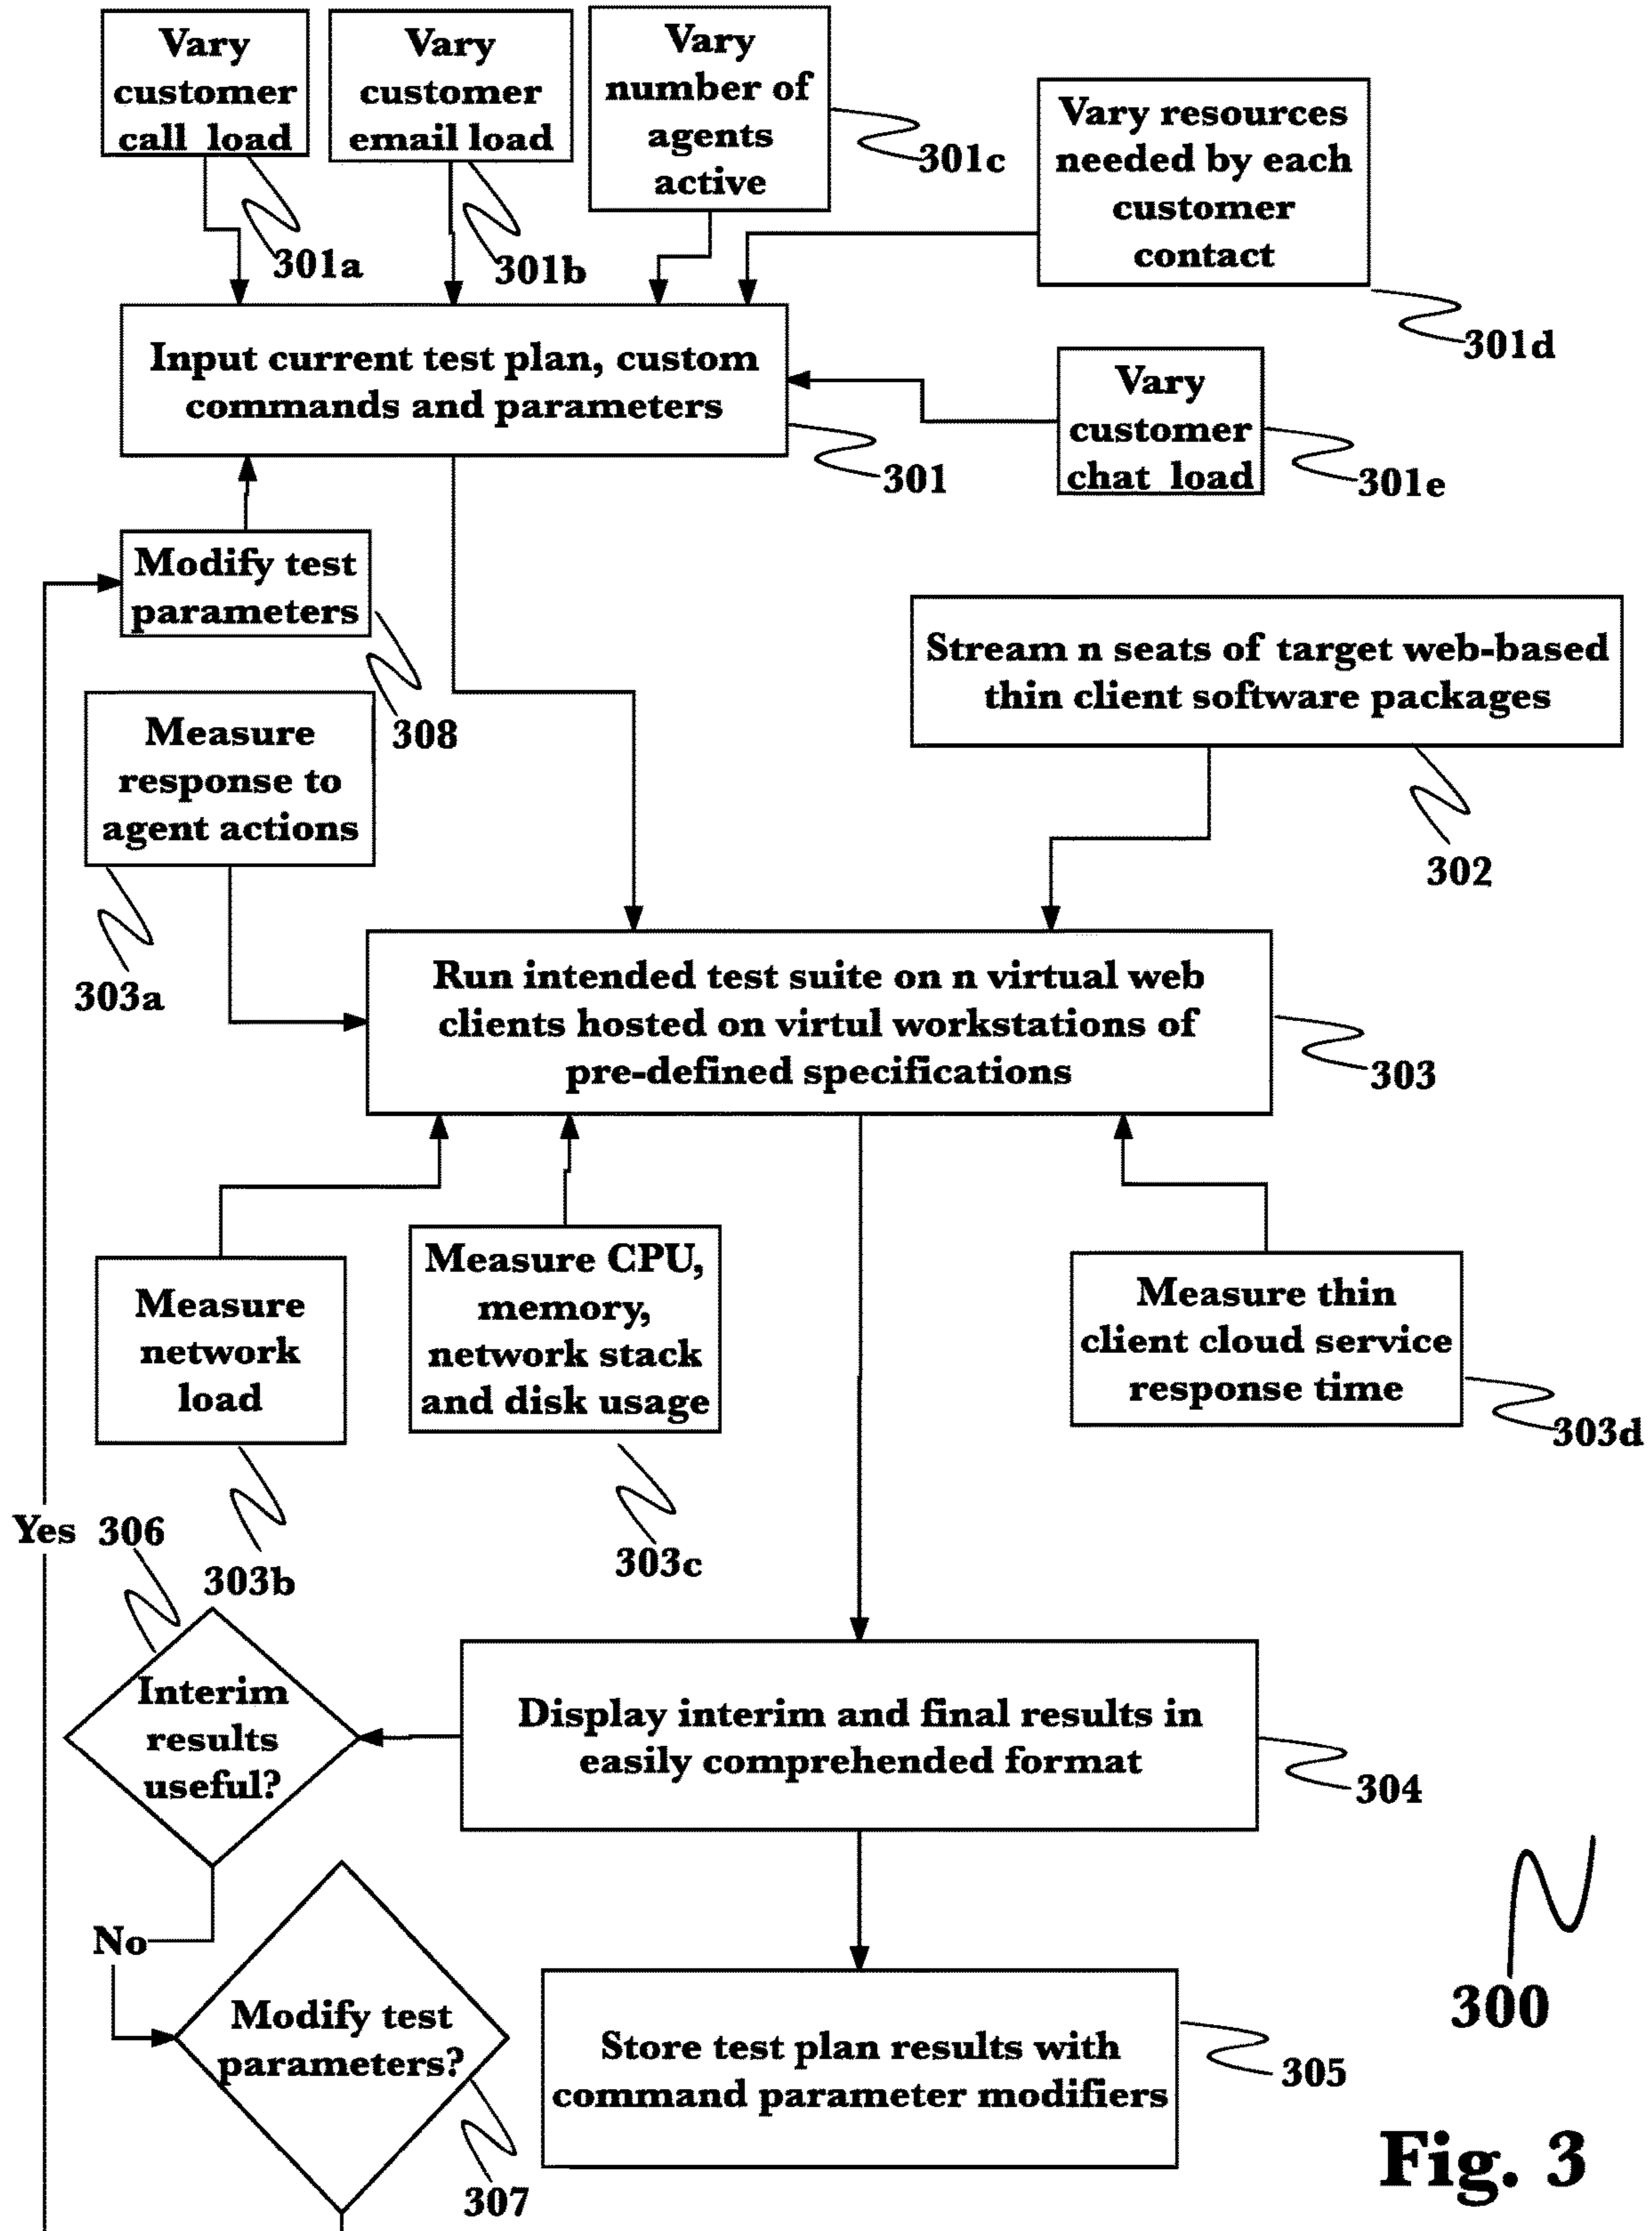 Vary
customer
call load
301a
Vary
customer
email load
301b
Vary
number of
agents
active
301c
Vary resources
needed by each
customer
contact
301d
Input current test plan, custom
commands and parameters
301
Vary
customer
chat load
301e
Modify test
parameters
308
Stream n seats of target web-based
thin client software packages
302
Measure
response to
agent actions
303a
Run intended test suite on n virtual web
clients hosted on virtul workstations of
pre-defined specifications
303
Measure
network
load
303b
Measure CPU,
memory,
network stack
and disk usage
303c
Measure thin
client cloud service
response time
303d
Yes
306
Interim
results
useful?
Display interim and final results in
easily comprehended format
304
No
Modify test
parameters?
307
Store test plan results with
command parameter modifiers
305
300
Fig. 3